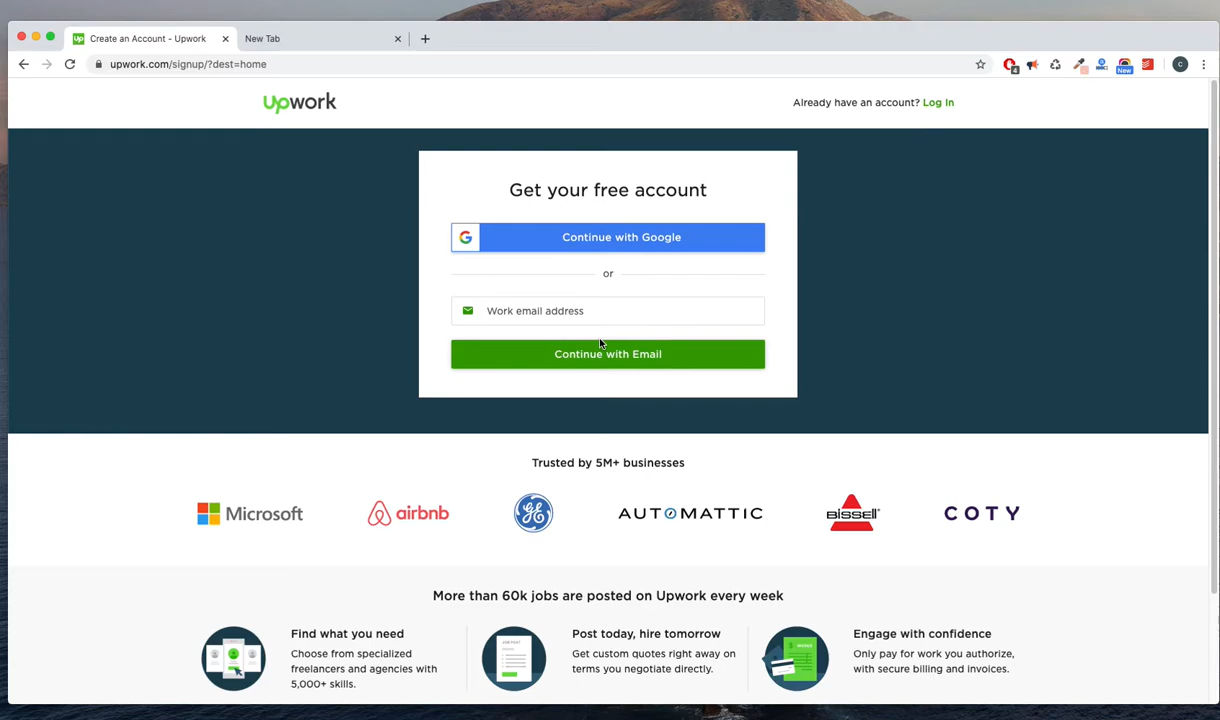 Create an Account - Upwork
New Tab
upwork.com/signup/?dest=home
4
New
C
upwork
Already have an account? Log In
Get your free account
G Continue with Google
or
Work email address
Continue with Email
Trusted by 5M+ businesses
Microsoft airbnb GE AUTOMATTIC BISSELL COTY
More than 60k jobs are posted on Upwork every week
Find what you need
Choose from specialized
freelancers and agencies with
5,000+ skills.
Post today, hire tomorrow
Get custom quotes right away on
terms you negotiate directly.
Engage with confidence
Only pay for work you authorize,
with secure billing and invoices.